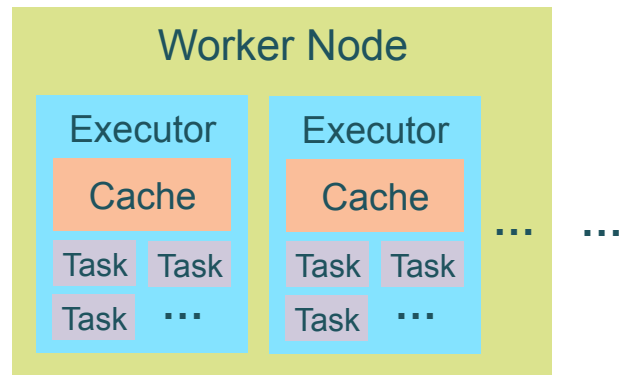 Worker Node
Executor
Cache
Task Task
Task ...
Executor
Cache
Task Task
Task ...
... ...